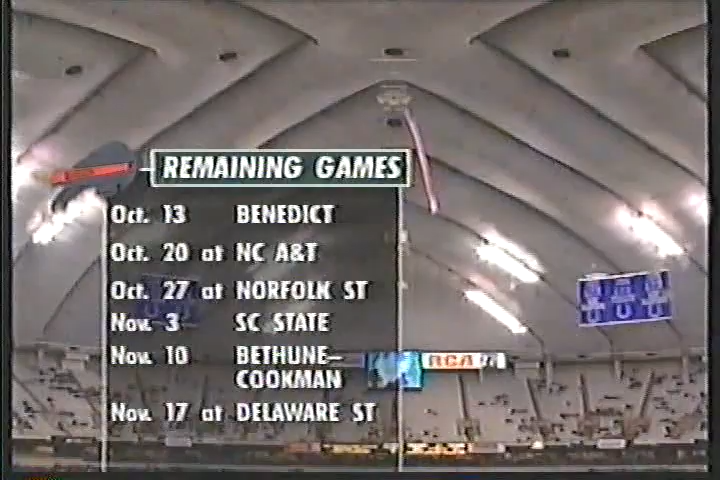 REMAINING GAMES
Oct. 13 BENEDICT
Oct. 20 at NC A&T
Oct. 27 at NORFOLK ST
Nov. 3 SC STATE
Nov. 10 BETHUNE-
COOKMAN
RCA
Nov. 17 at DELAWARE ST